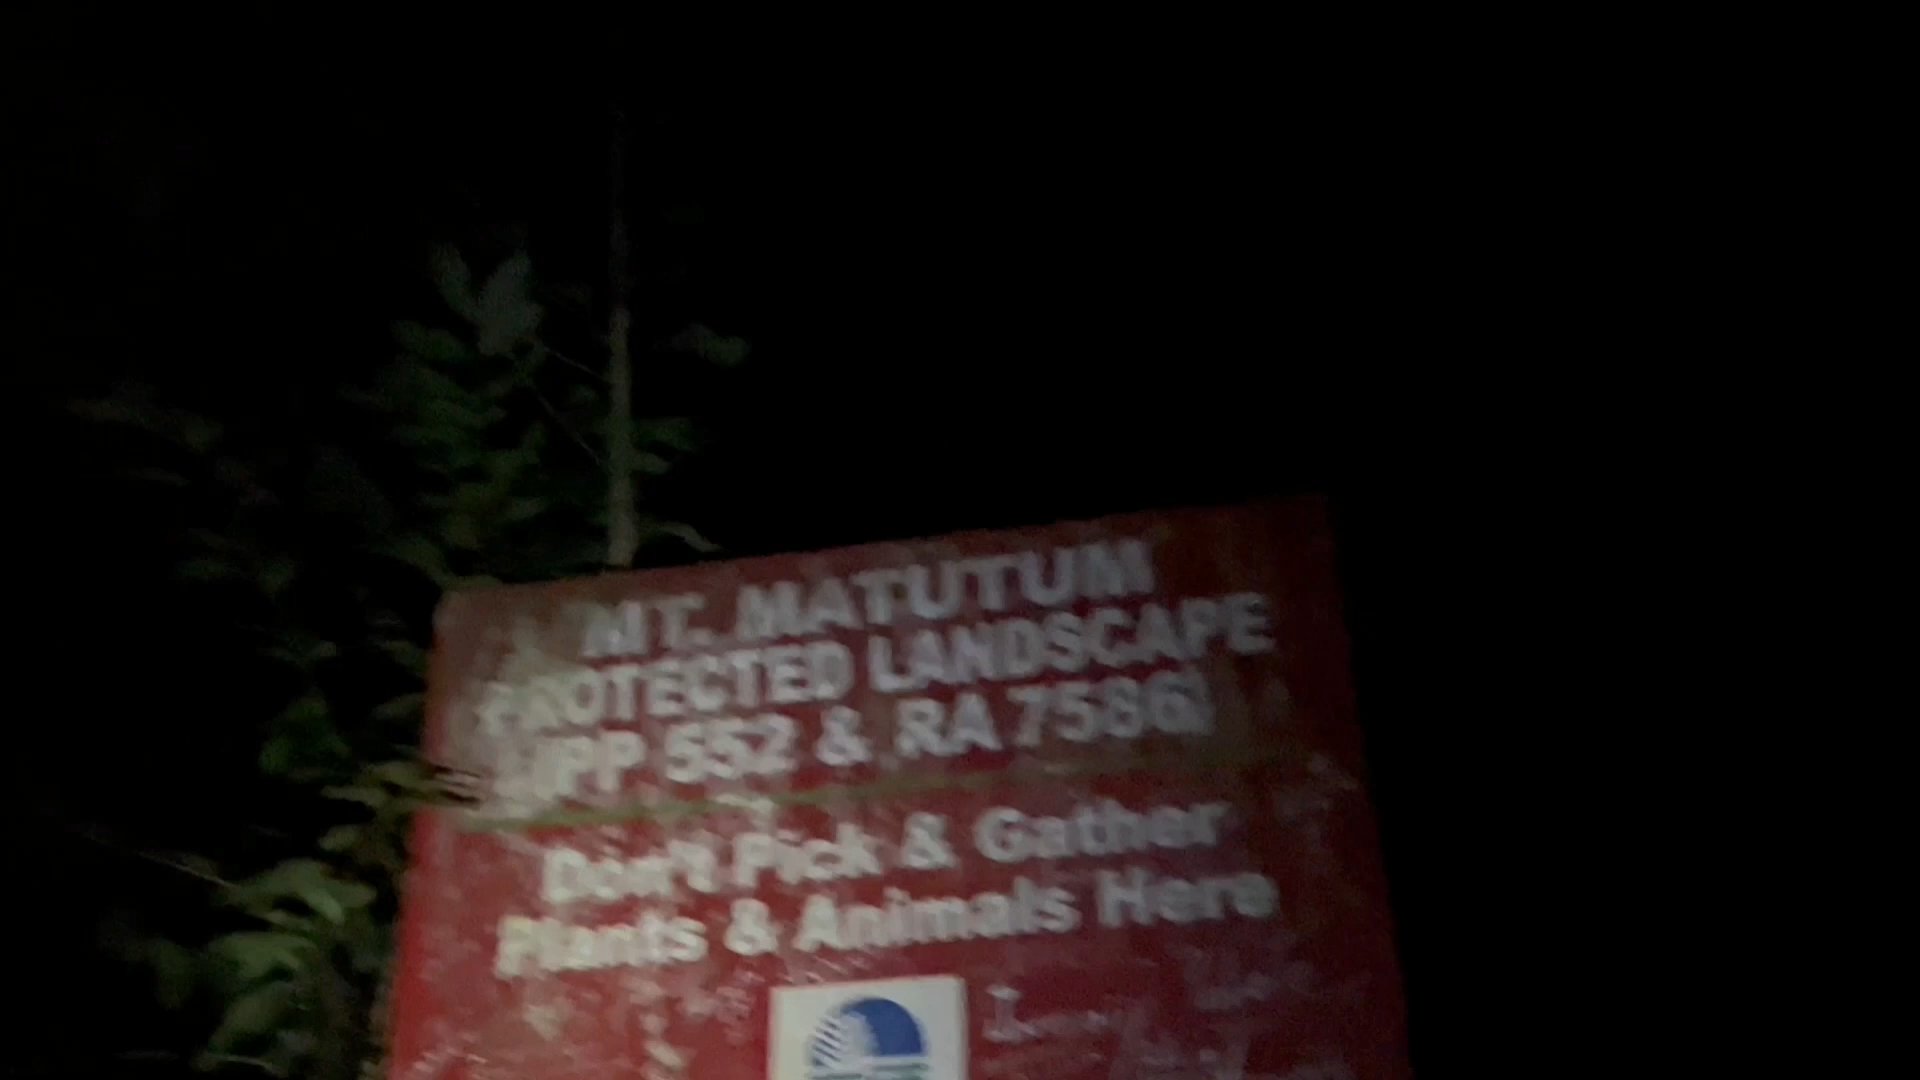 MT. MATUTUM
PROTECTED LANDSCAPE
PP 552 & RA 7586
Don't Pick & Gather
Plants & Animals Here